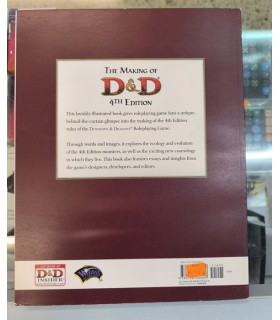 THE MAKING OF
D&D
4TH EDITION
This lavishly illustrated book gives roleplaying game fans a unique,
behind-the-curtain glimpse into the making of the 4th Edition
rules of the DUNGEONS & DRAGONS Roleplaying Game.
Through words and images, it explores the ecology and evolution
of the 4th Edition monsters, as well as the exciting new cosmology
in which they live. This book also features essays and insights from
the game's designers, developers, and editors.
D&D
INSIDER